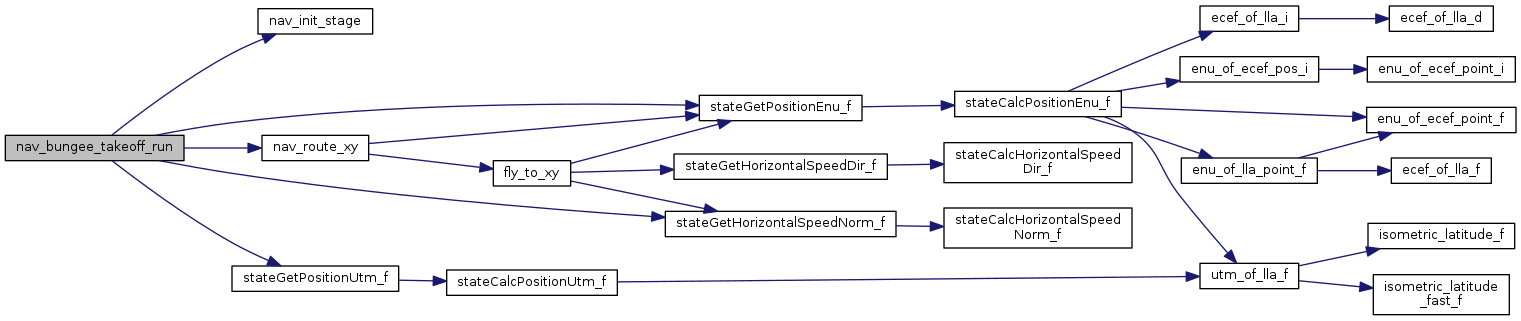 nav_bungee_takeoff_run
nav_init_stage
nav_route_xy
stateGetPositionUtm_f
fly_to_xy
stateCalcPositionUtm_f
stateGetPositionEnu_f
stateGetHorizontalSpeedDir_f
stateGetHorizontalSpeedNorm_f
stateCalcPositionEnu_f
stateCalcHorizontalSpeed
Dir_f
stateCalcHorizontalSpeed
Norm_f
ecef_of_lla_i
enu_of_ecef_pos_i
enu_of_lla_point_f
utm_of_lla_f
ecef_of_lla_d
enu_of_ecef_point_i
enu_of_ecef_point_f
ecef_of_lla_f
isometric_latitude_f
isometric_latitude
_fast_f